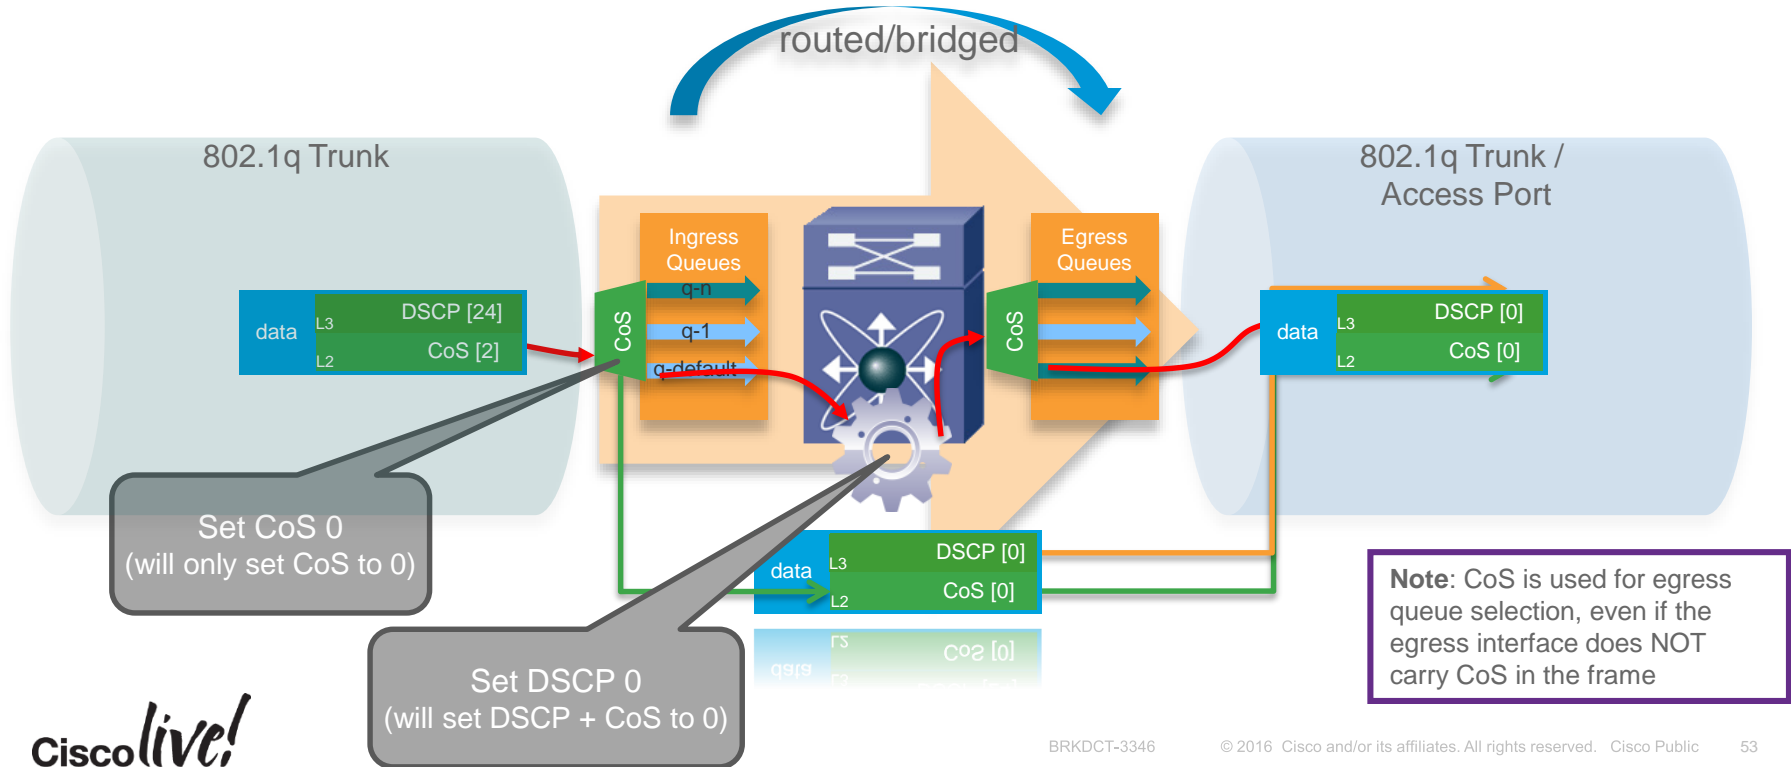 routed/bridged
802.1q Trunk
802.1q Trunk /
Access Port
Ingress
Queues
q-n
q-1
q-default
CoS
Egress
Queues
CoS
data
L3
DSCP [24]
L2
CoS [2]
data
L3
DSCP [0]
L2
CoS [0]
Set CoS 0
(will only set CoS to 0)
data
L3
DSCP [0]
L2
CoS [0]
Set DSCP 0
(will set DSCP + CoS to 0)
Note: CoS is used for egress
queue selection, even if the
egress interface does NOT
carry CoS in the frame
Cisco live!
BRKDCT-3346
© 2016 Cisco and/or its affiliates. All rights reserved. Cisco Public
53